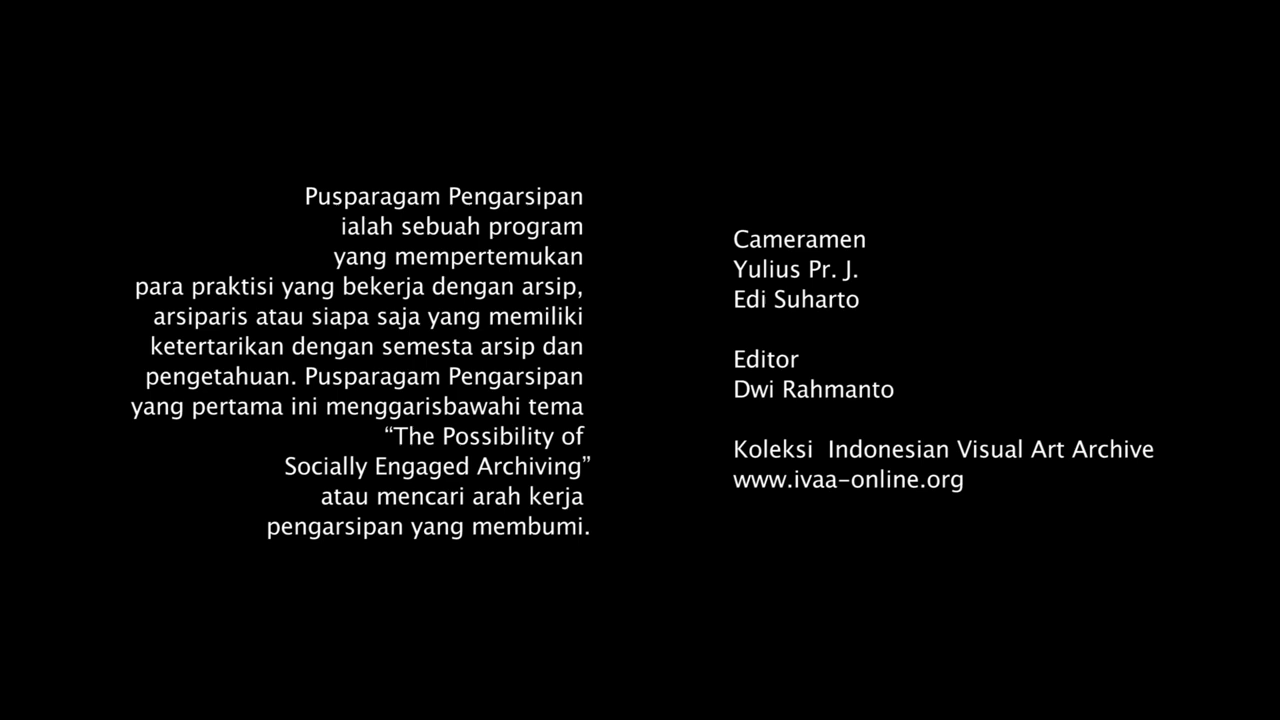 Pusparagam Pengarsipan
ialah sebuah program
yang mempertemukan
para praktisi yang bekerja dengan arsip,
arsiparis atau siapa saja yang memiliki
ketertarikan dengan semesta arsip dan
pengetahuan. Pusparagam Pengarsipan
yang pertama ini menggarisbawahi tema
“The Possibility of
Socially Engaged Archiving”
atau mencari arah kerja
pengarsipan yang membumi.
Cameramen
Yulius Pr. J.
Edi Suharto
Editor
Dwi Rahmanto
Koleksi  Indonesian Visual Art Archive
www.ivaa-online.org